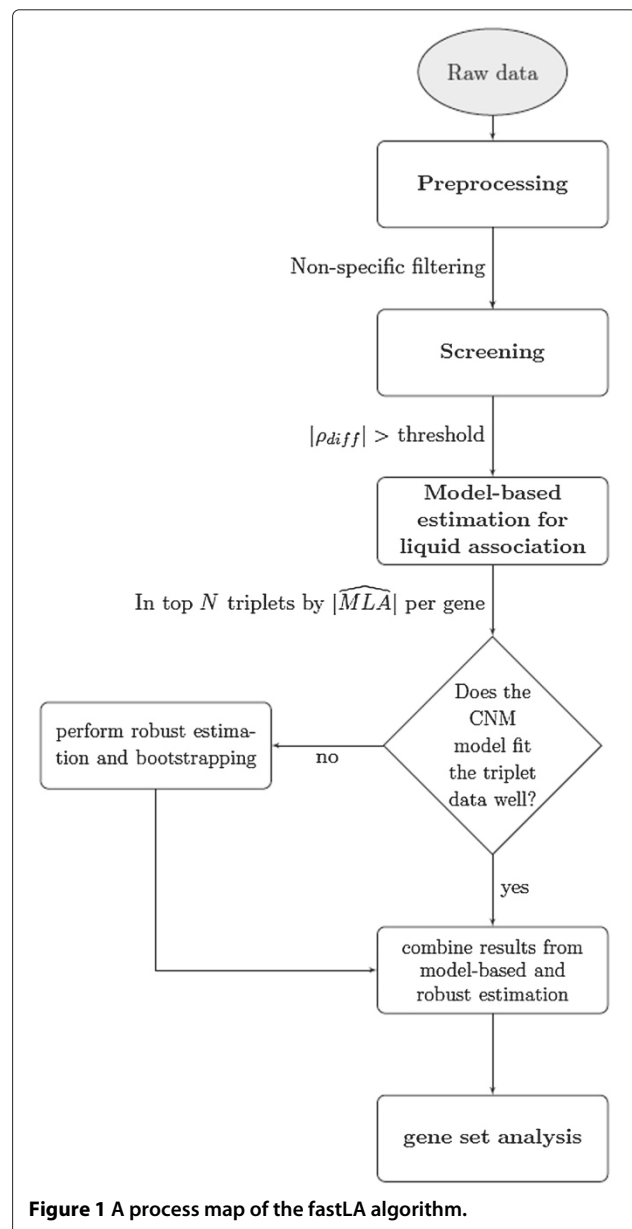 Raw data
Preprocessing
Non-specific filtering
Screening
|ρ_diff| > threshold
Model-based
estimation for
liquid association
In top N triplets by |\widehat{MLA}| per gene
Does the
CNM
model fit
the triplet
data well?
no
perform robust estima-
tion and bootstrapping
yes
combine results from
model-based and
robust estimation
gene set analysis
Figure 1 A process map of the fastLA algorithm.